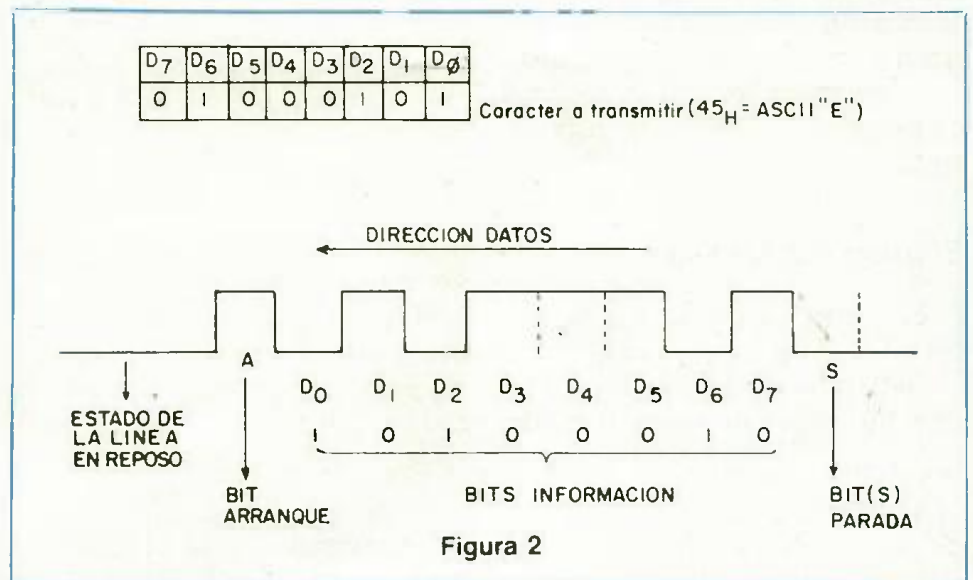 D7 D6 D5 D4 D3 D2 D1 DØ
0 1 0 0 0 1 0 1
Caracter a transmitir (45H = ASCII "E")
DIRECCION DATOS
A
S
D0 D1 D2 D3 D4 D5 D6 D7
1 0 1 0 0 0 1 0
ESTADO DE
LA LINEA
EN REPOSO
BIT
ARRANQUE
BITS INFORMACION
BIT(S)
PARADA
Figura 2